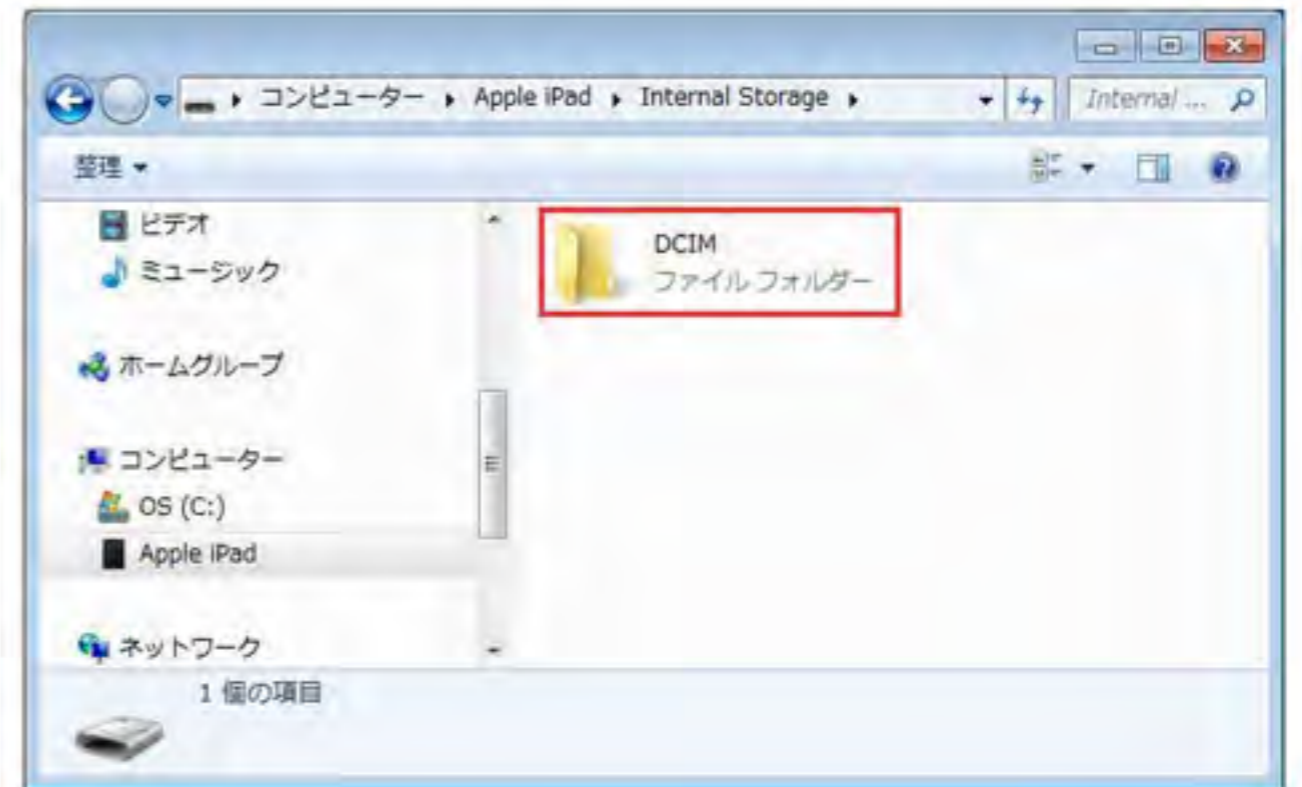 コンピューター Apple iPad Internal Storage Internal ...
整理
ビデオ
ミュージック
ホームグループ
コンピューター
OS (C:)
Apple iPad
ネットワーク
DCIM
ファイル フォルダー
1 個の項目